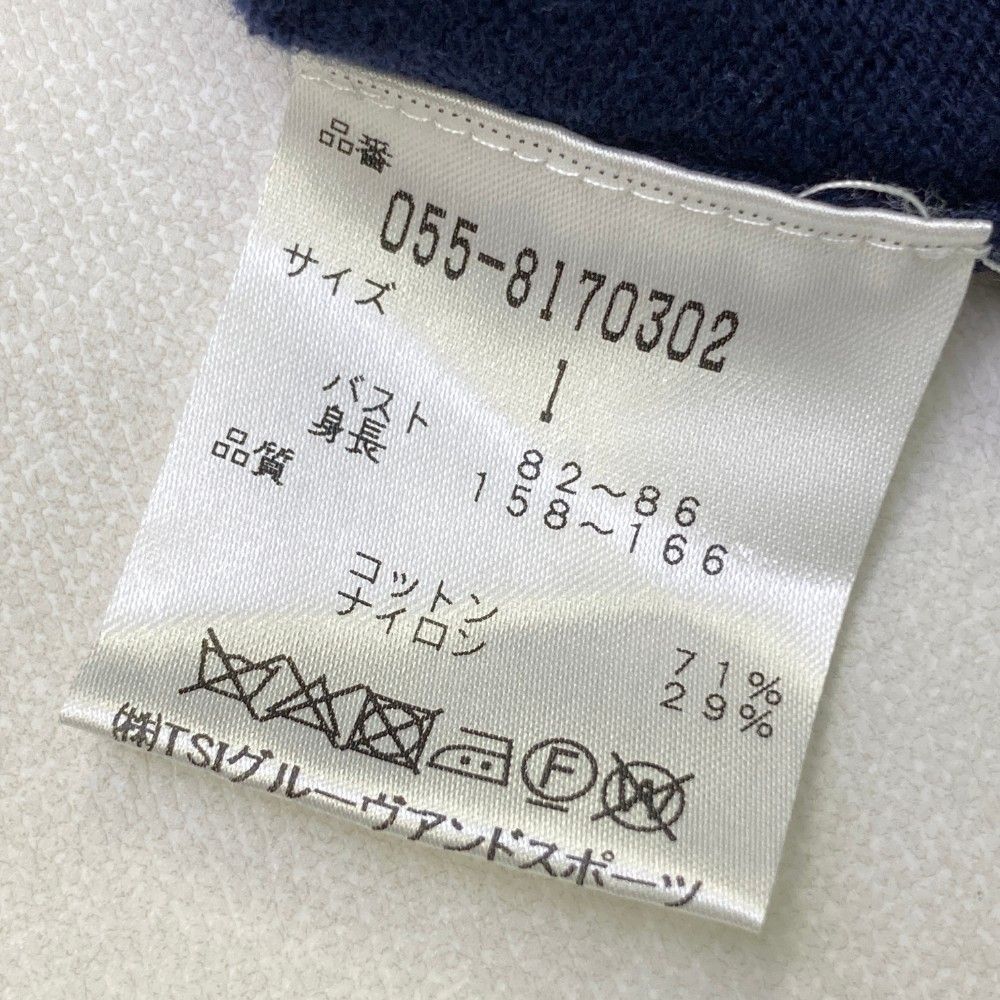 品番
055-8170302
サイズ
1
バスト 82～86
身長 158～166
品質
コットン 71%
ナイロン 29%
F W
㈱TSIグルーヴアンドスポーツ